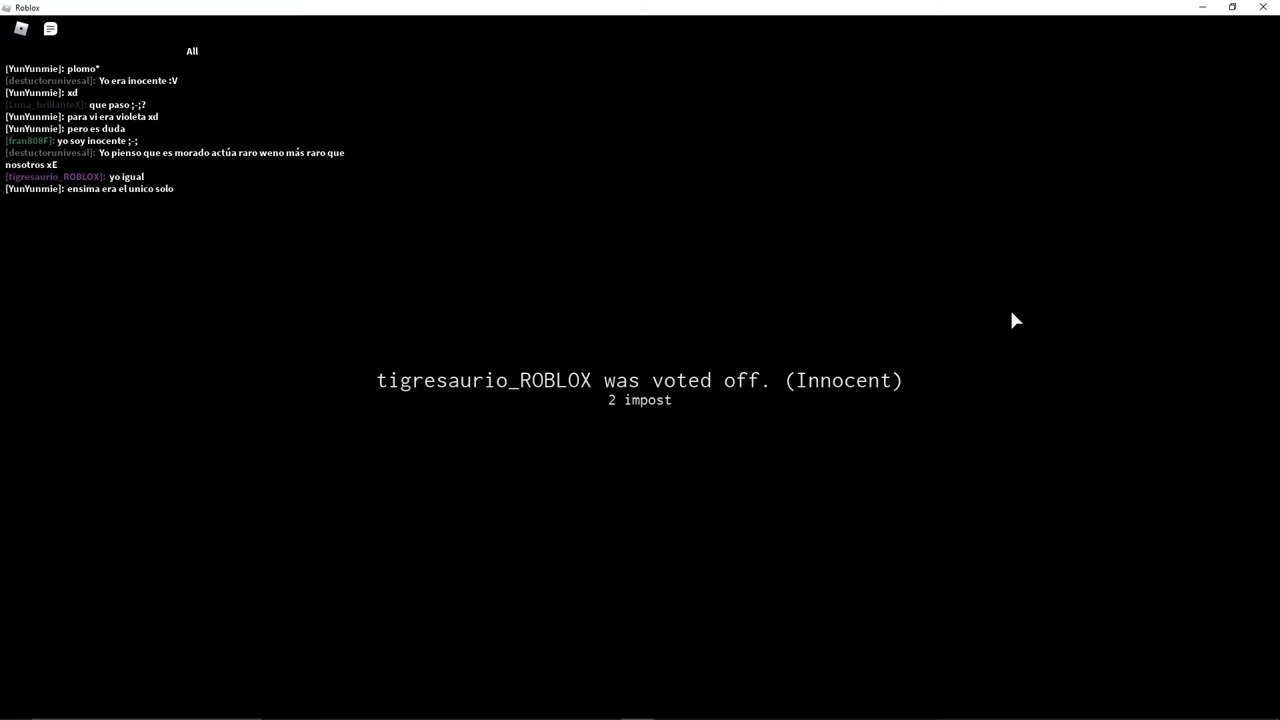 Roblox
All
[YunYunmie]: plomo*
[destuctorunivesal]: Yo era inocente :V
[YunYunmie]: xd
[Luna_brillanteX]: que paso ;-;?
[YunYunmie]: para vi era violeta xd
[YunYunmie]: pero es duda
[fran808F]: yo soy inocente ;-;
[destuctorunivesal]: Yo pienso que es morado actúa raro weno más raro que
nosotros xE
[tigresaurio_ROBLOX]: yo igual
[YunYunmie]: ensima era el unico solo
tigresaurio_ROBLOX was voted off. (Innocent)
2 impost